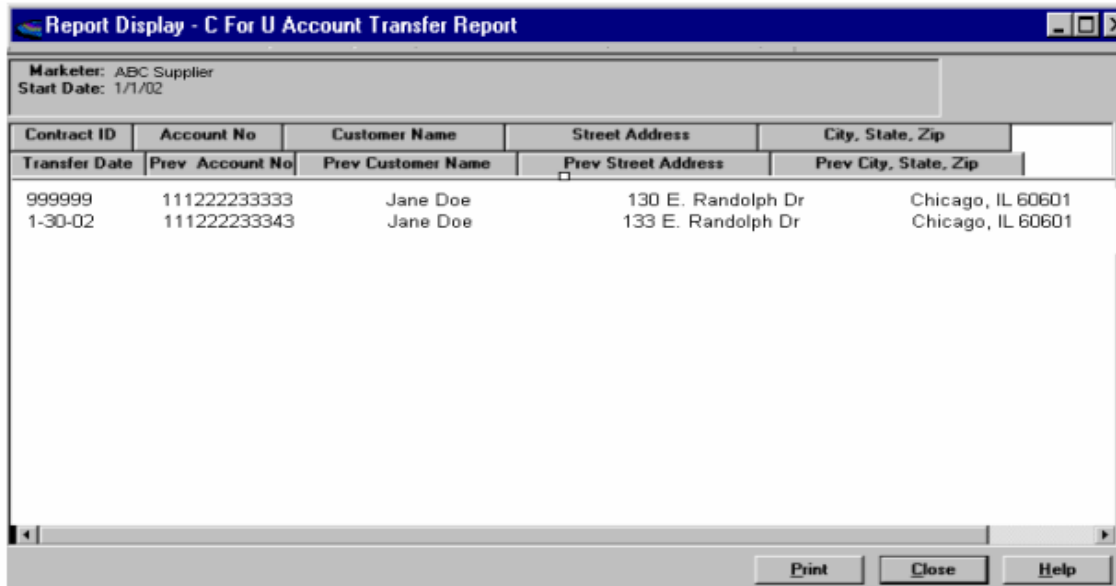 Report Display - C For U Account Transfer Report
Marketer: ABC Supplier
Start Date: 1/1/02
Contract ID Account No Customer Name Street Address City, State, Zip
Transfer Date Prev Account No Prev Customer Name Prev Street Address Prev City, State, Zip
999999 111222233333 Jane Doe 130 E. Randolph Dr Chicago, IL 60601
1-30-02 111222233343 Jane Doe 133 E. Randolph Dr Chicago, IL 60601
Print Close Help